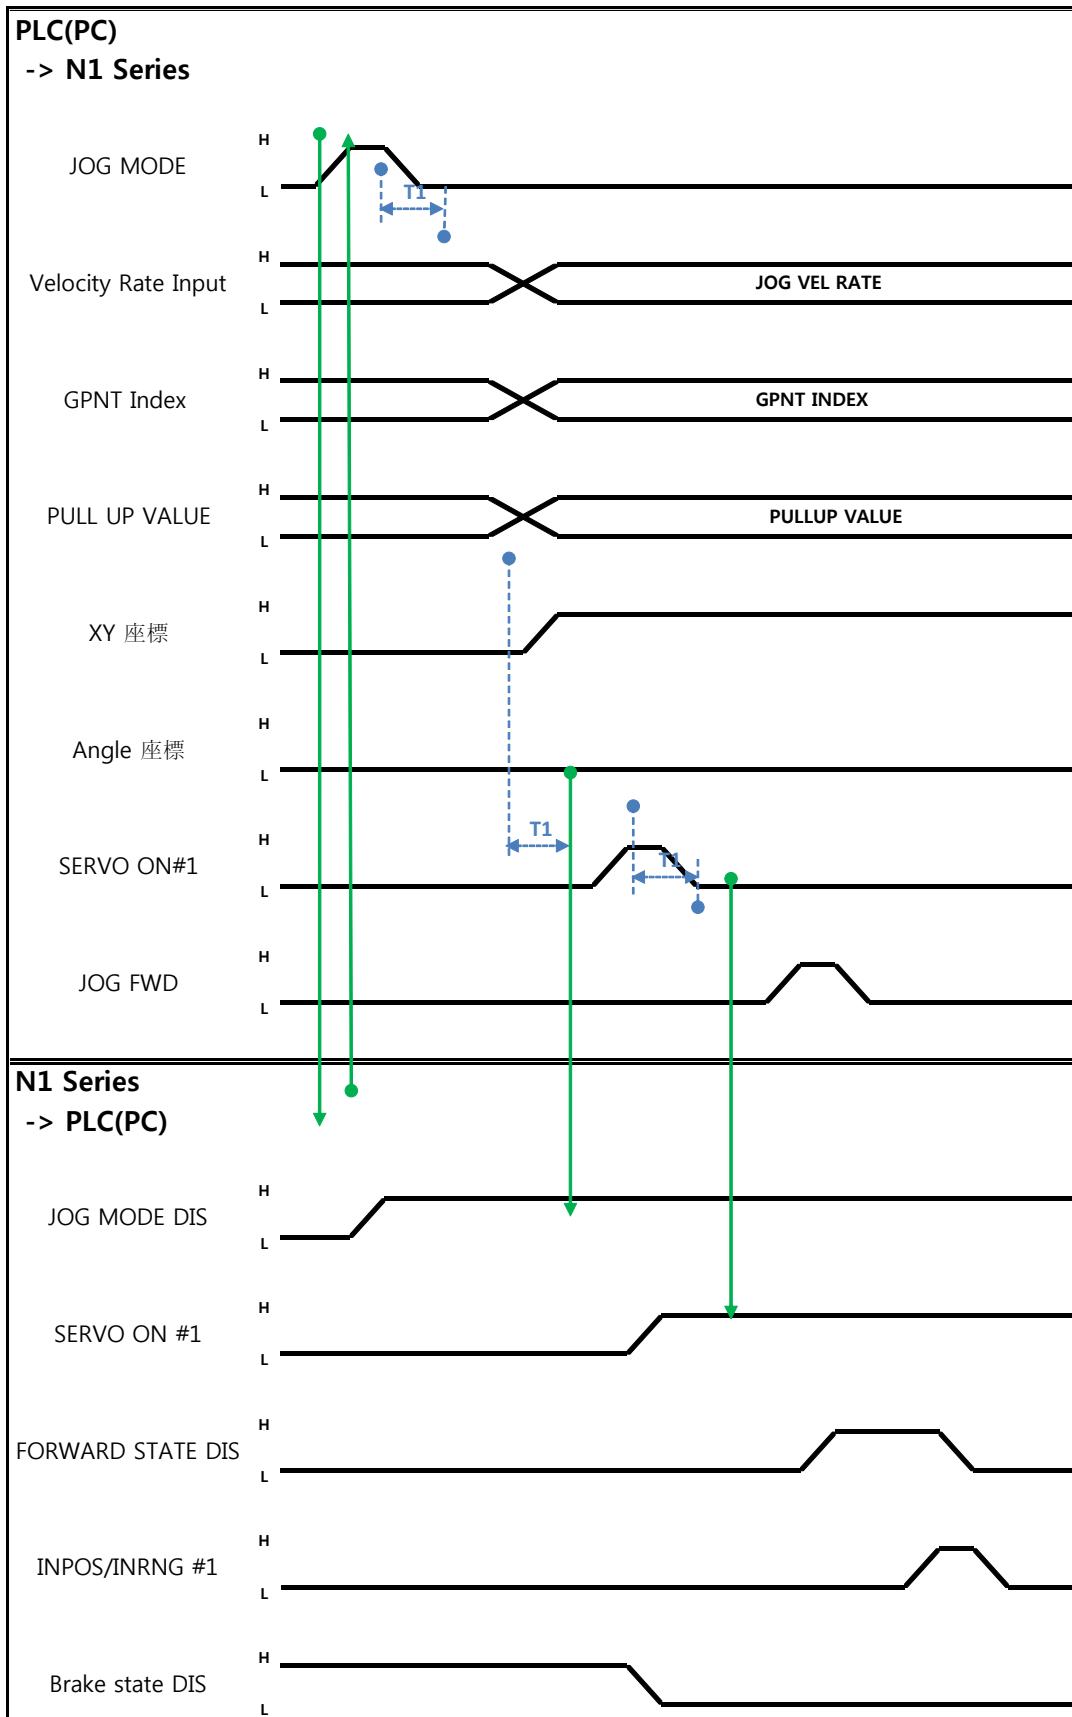 PLC(PC)
-> N1 Series
H
JOG MODE
L
T1
H
Velocity Rate Input
JOG VEL RATE
L
H
GPNT Index
GPNT INDEX
L
H
PULL UP VALUE
PULLUP VALUE
L
H
XY 座標
L
H
Angle 座標
L
T1
H
SERVO ON#1
T1
L
H
JOG FWD
L
N1 Series
-> PLC(PC)
H
JOG MODE DIS
L
H
SERVO ON #1
L
H
FORWARD STATE DIS
L
H
INPOS/INRNG #1
L
H
Brake state DIS
L